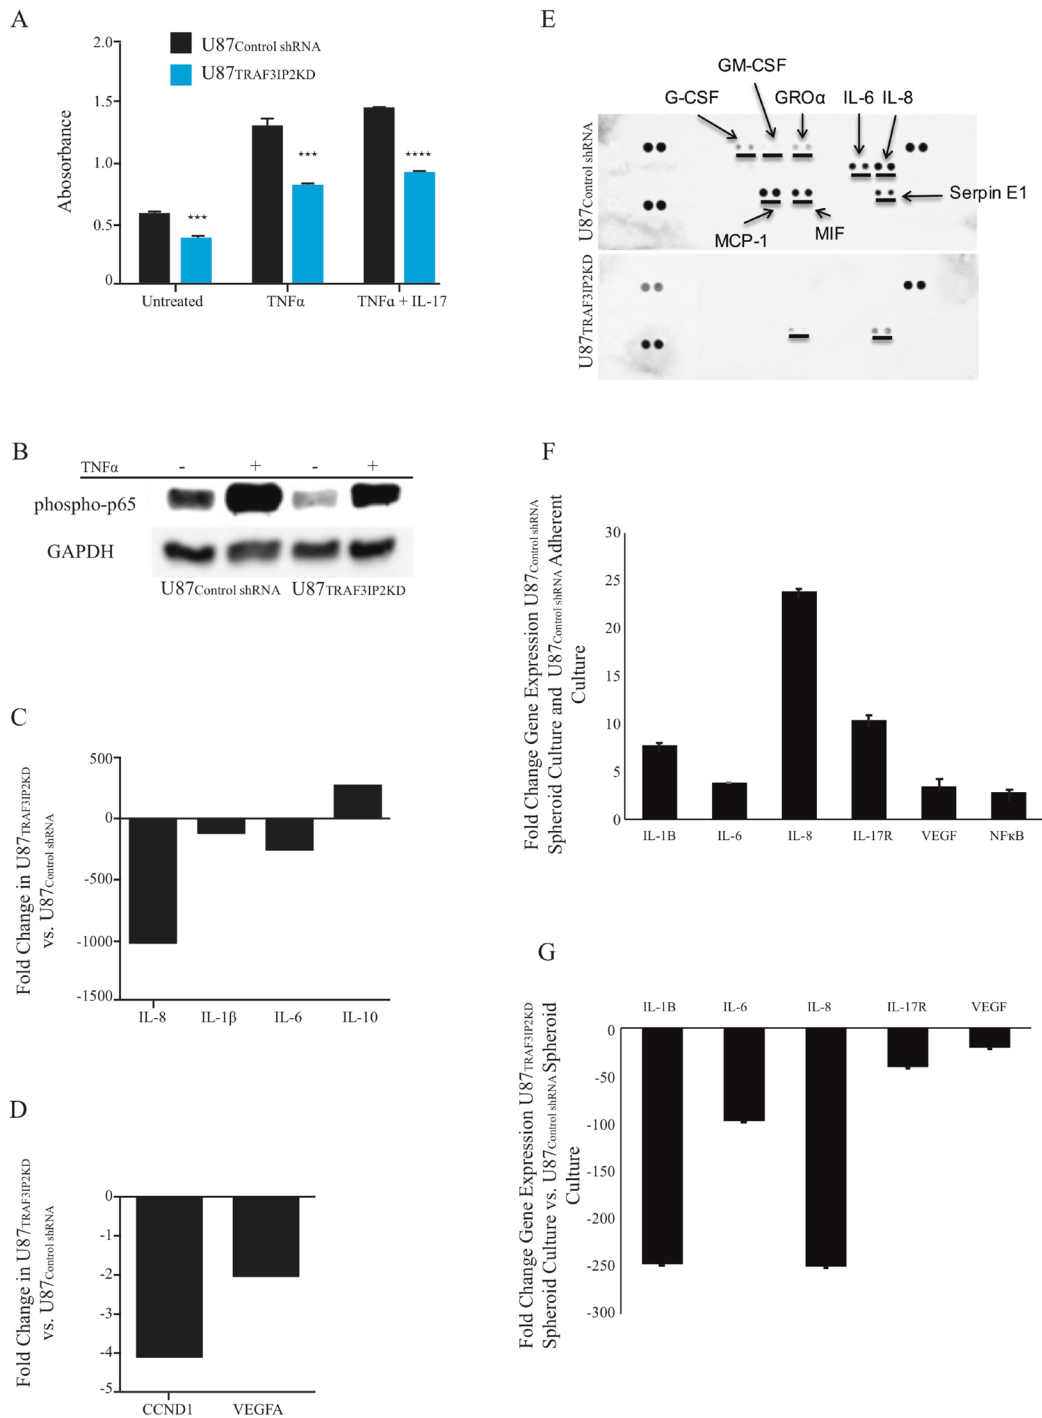 A
2.0
1.5
1.0
0.5
0
Abosorbance
U87Control shRNA
U87TRAF3IP2KD
***
***
****
Untreated
TNFα
TNFα + IL-17
B
TNFα
-
+
-
+
phospho-p65
GAPDH
U87Control shRNA
U87TRAF3IP2KD
C
Fold Change in U87TRAF3IP2KD
vs. U87Control shRNA
500
0
-500
-1000
-1500
IL-8
IL-1β
IL-6
IL-10
D
Fold Change in U87TRAF3IP2KD
vs. U87Control shRNA
0
-1
-2
-4
-4
-5
CCND1
VEGFA
E
GM-CSF
G-CSF
GROα
IL-6
IL-8
U87Control shRNA
Serpin E1
MCP-1
MIF
U87TRAF3IP2KD
F
Fold Change Gene Expression U87Control shRNA
Spheroid Culture and U87Control shRNA Adherent
Culture
30
25
20
15
10
5
0
IL-1B
IL-6
IL-8
IL-17R
VEGF
NFκB
G
Fold Change Gene Expression U87TRAF3IP2KD
Spheroid Culture vs. U87Control shRNA Spheroid
Culture
IL-1B
IL-6
IL-8
IL-17R
VEGF
0
-50
-100
-150
-200
-250
-300